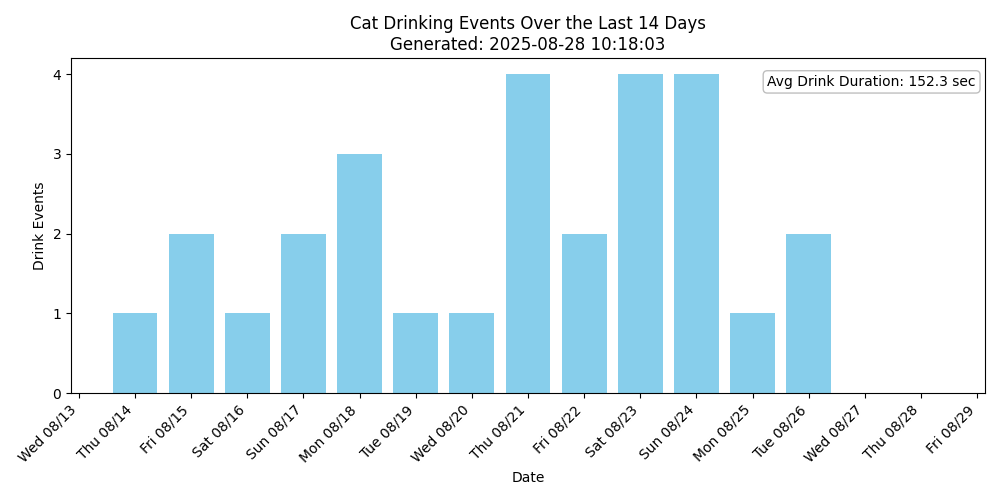 Cat Drinking Events Over the Last 14 Days
Generated: 2025-08-28 10:18:03
Avg Drink Duration: 152.3 sec
Drink Events
4
3
2
1
0
Wed 08/13
Thu 08/14
Fri 08/15
Sat 08/16
Sun 08/17
Mon 08/18
Tue 08/19
Wed 08/20
Thu 08/21
Fri 08/22
Sat 08/23
Sun 08/24
Mon 08/25
Tue 08/26
Wed 08/27
Thu 08/28
Fri 08/29
Date